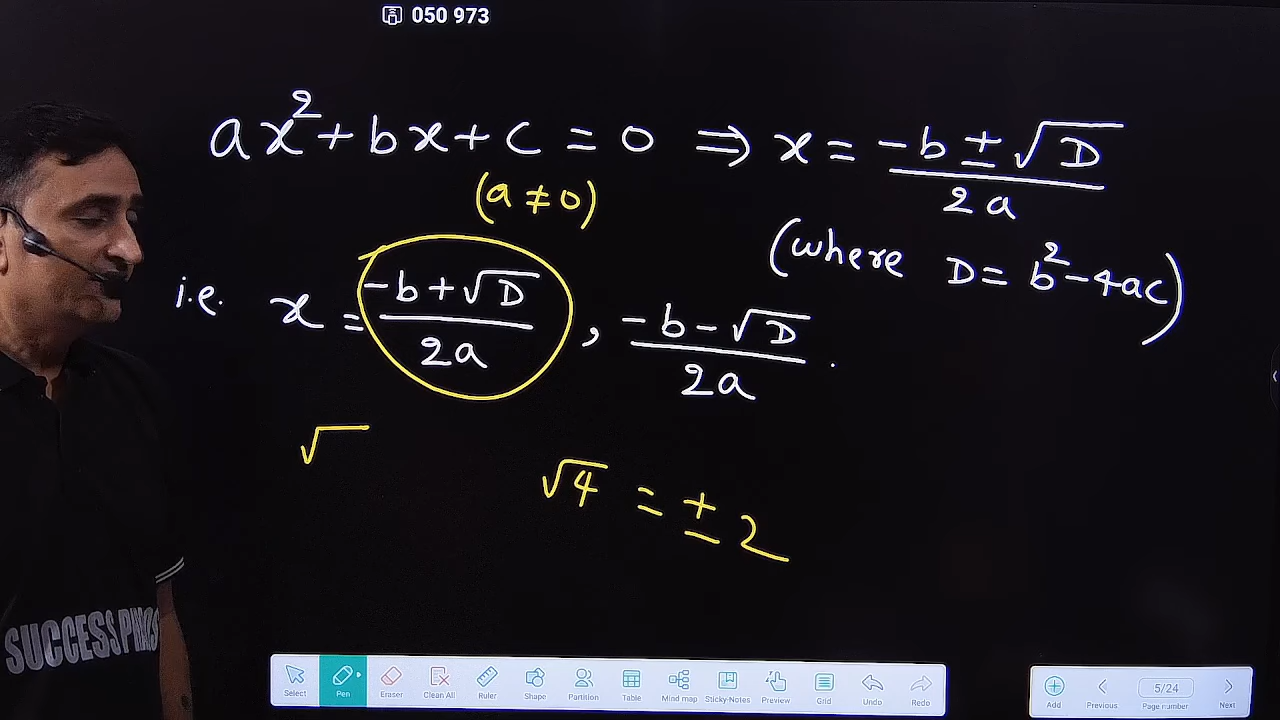 050 973
ax²+bx+c=0 ⇒ x= (-b±√D)/2a
(a≠0)
(where D=b²-4ac)
i.e. x= (-b+√D)/2a , (-b-√D)/2a .
√
√4 = ±2
SUCCESS
Select Pen Eraser Clean All Ruler Shape Partition Table Mind map Sticky-Notes Preview Grid Undo Redo
Add Previous 5/24 Page number Next